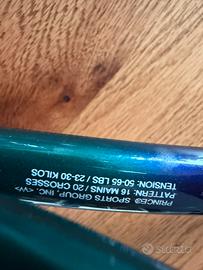 PRINCE® SPORTS GROUP, INC. <W>
PATTERN: 16 MAINS / 20 CROSSES
TENSION: 50-65 LBS / 23-30 KILOS
subito